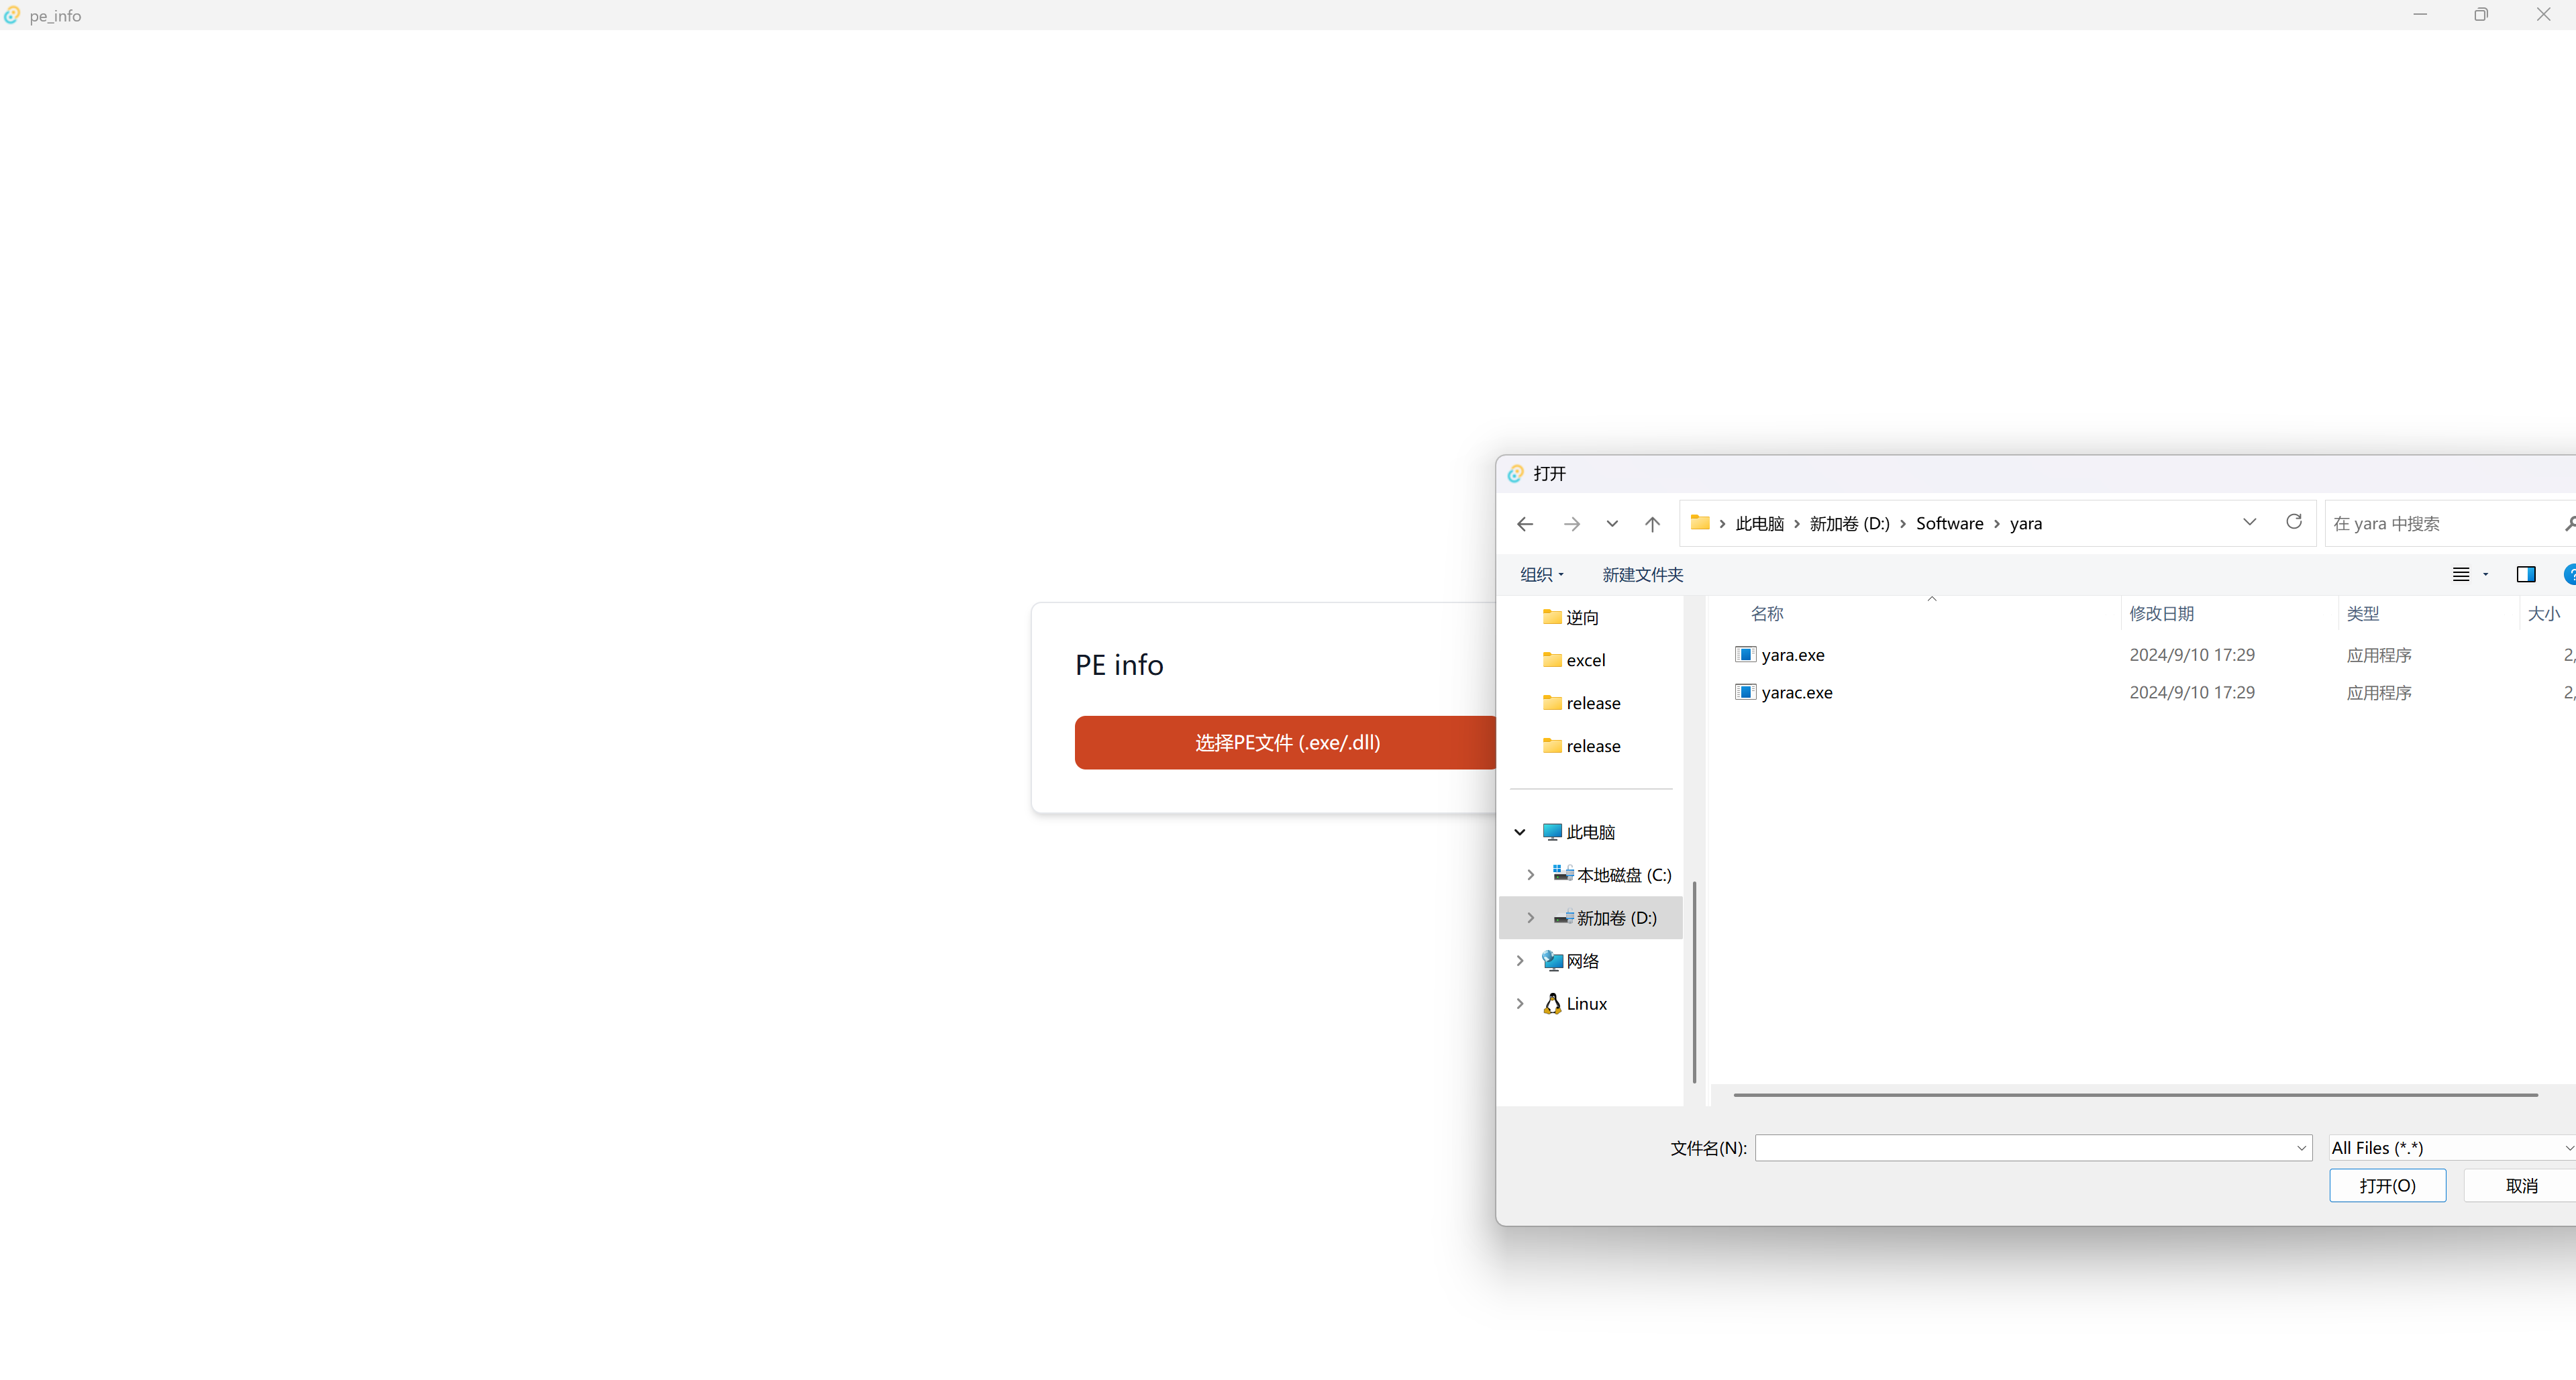 pe_info
PE info
选择PE文件 (.exe/.dll)
打开
此电脑 › 新加卷 (D:) › Software › yara
在 yara 中搜索
组织
新建文件夹
逆向
excel
release
release
此电脑
本地磁盘 (C:)
新加卷 (D:)
网络
Linux
名称 修改日期 类型 大小
yara.exe 2024/9/10 17:29 应用程序 2,
yarac.exe 2024/9/10 17:29 应用程序 2,
文件名(N):
All Files (*.*)
打开(O)
取消